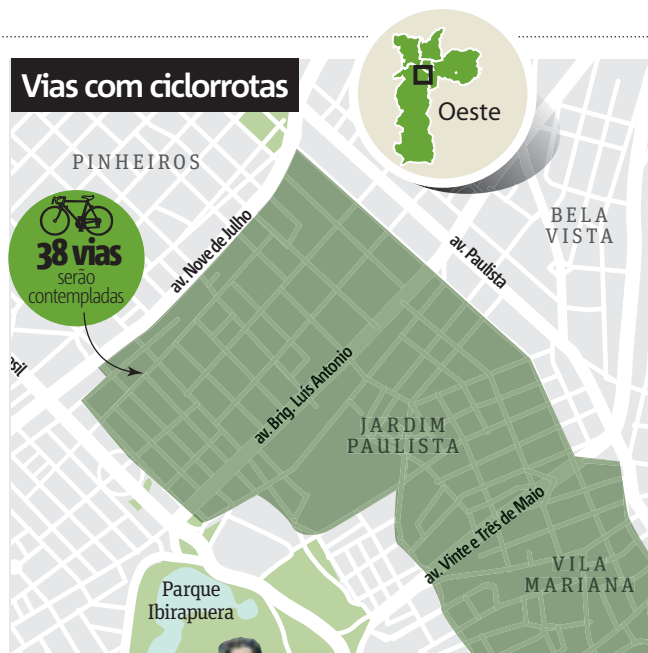 Vias com ciclorrotas
Oeste
PINHEIROS
BELA
VISTA
38 vias
serão
contempladas
av. Nove de Julho
av. Paulista
av. Brig. Luís Antonio
JARDIM
PAULISTA
av. Vinte e Três de Maio
VILA
MARIANA
Parque
Ibirapuera